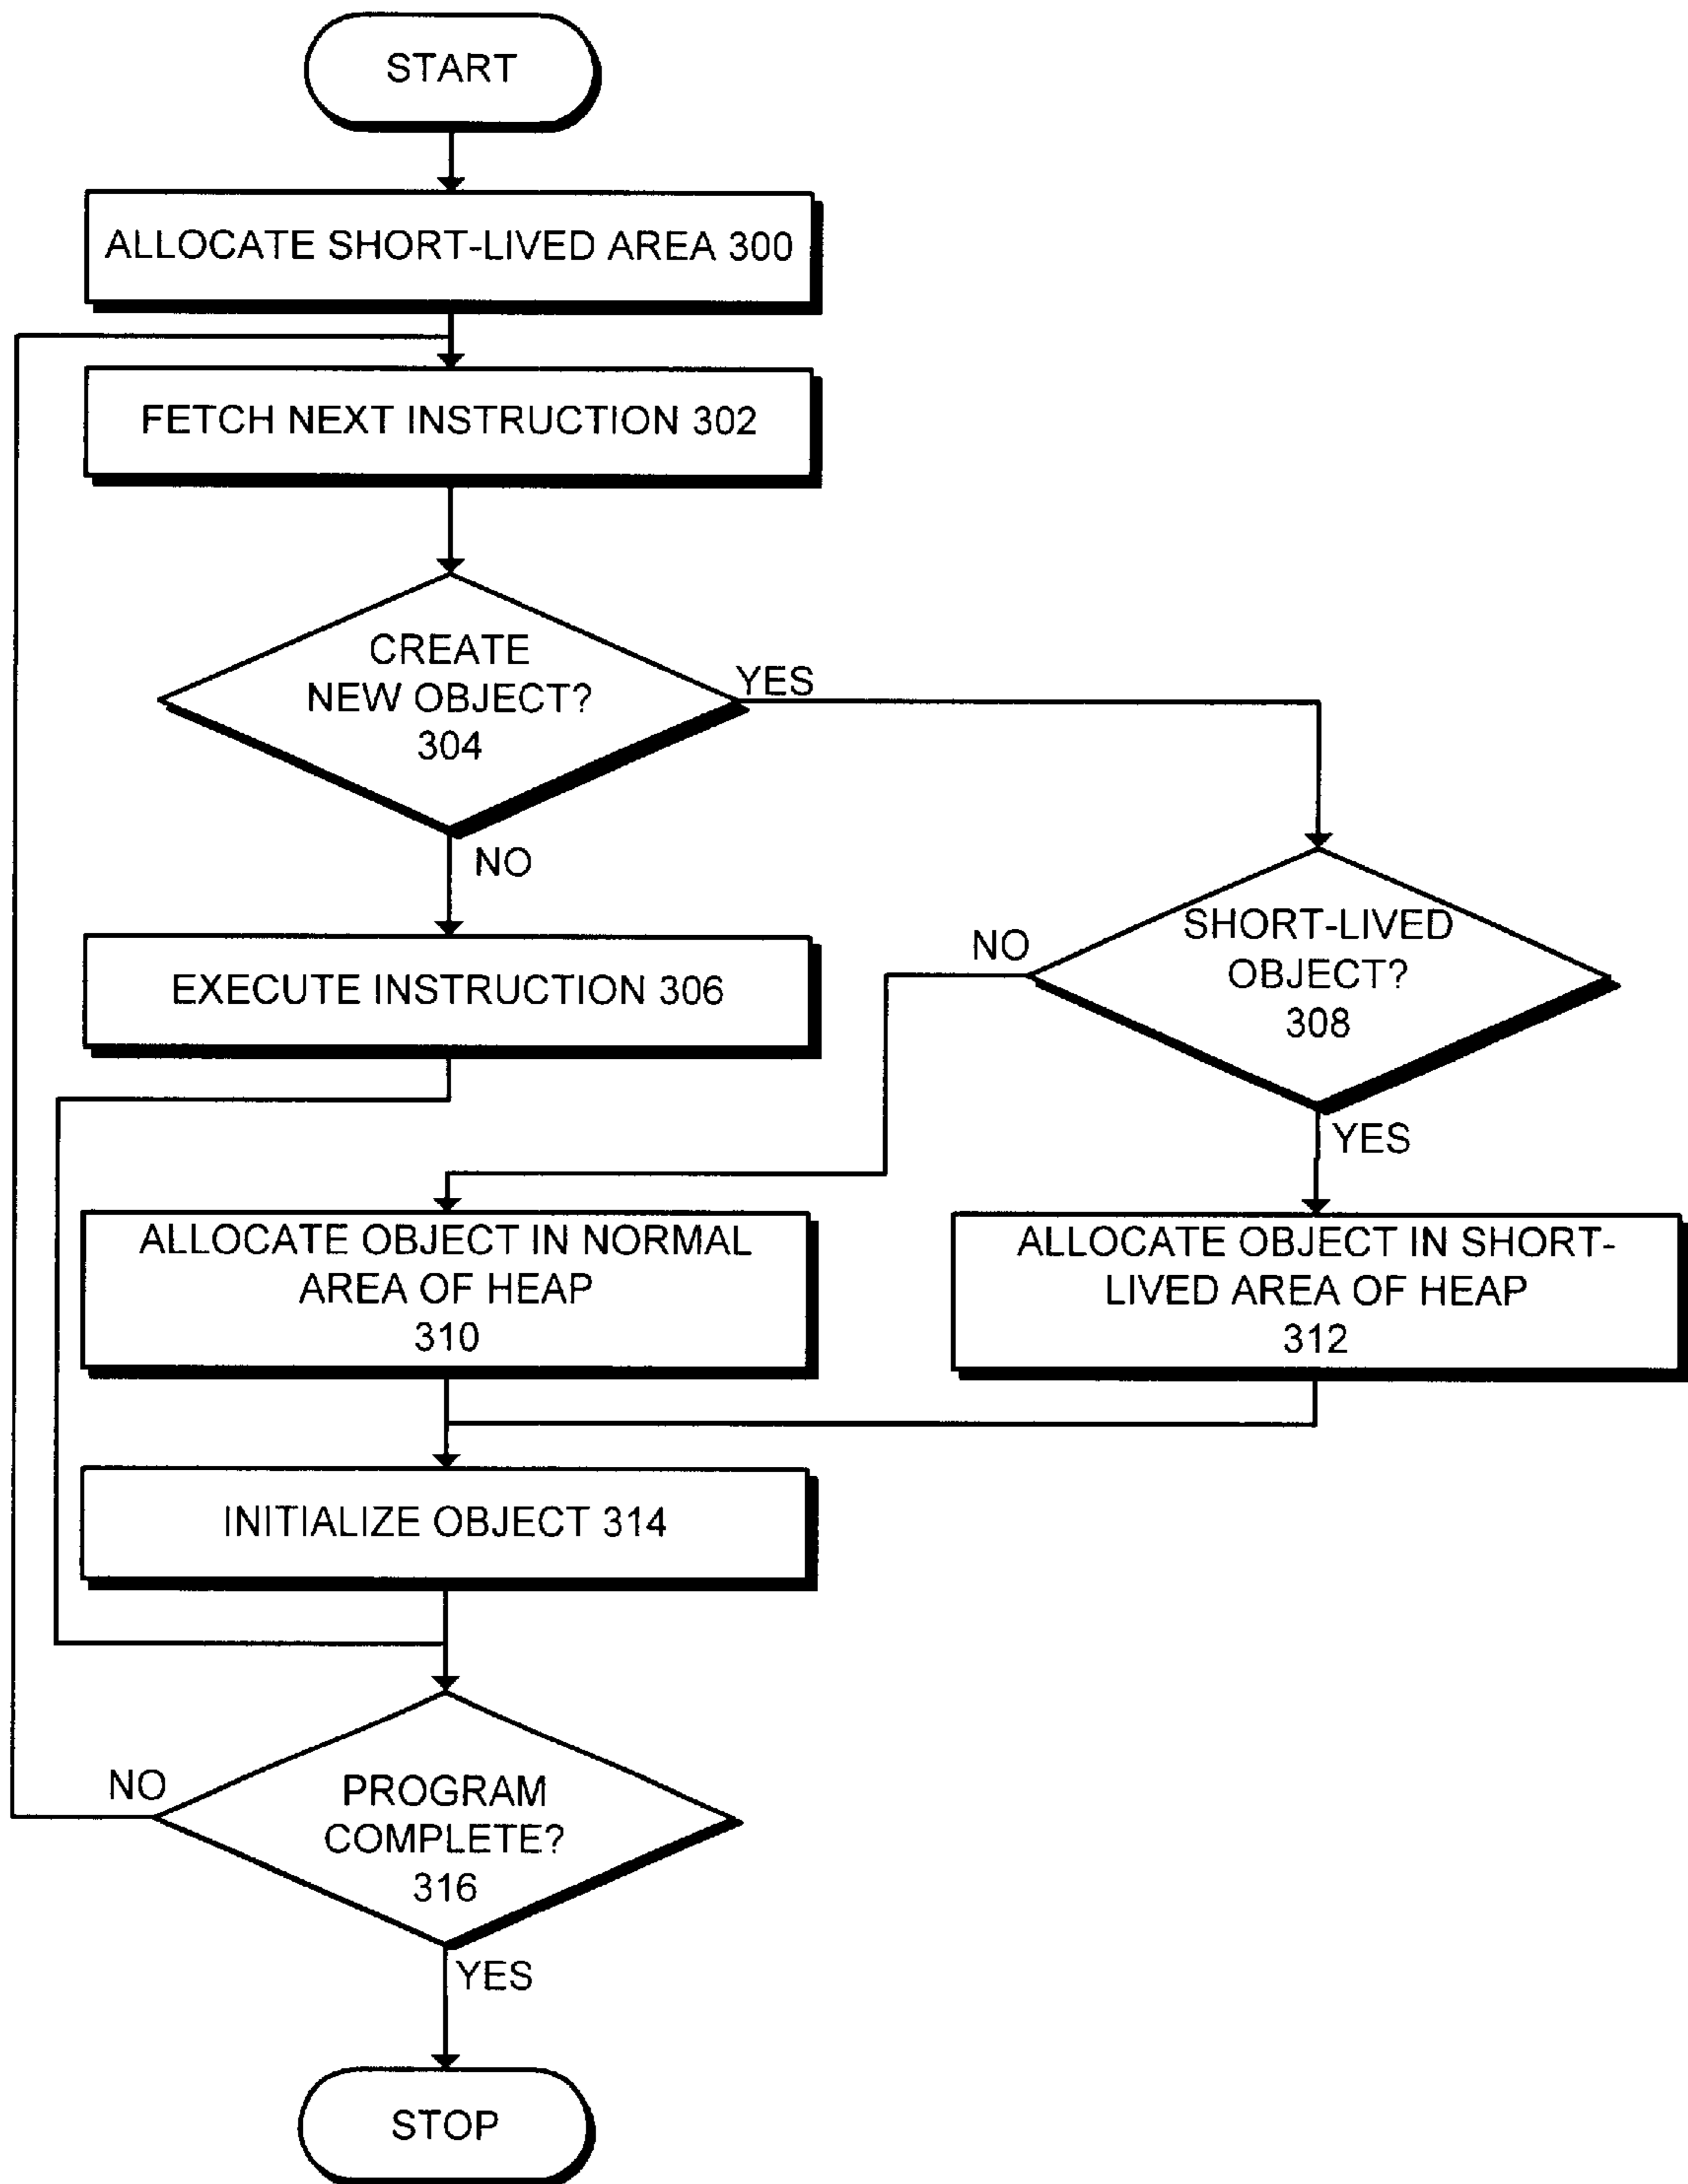 START
ALLOCATE SHORT-LIVED AREA 300
FETCH NEXT INSTRUCTION 302
CREATE
NEW OBJECT?
304
YES
NO
SHORT-LIVED
OBJECT?
308
NO
YES
EXECUTE INSTRUCTION 306
ALLOCATE OBJECT IN NORMAL
AREA OF HEAP
310
ALLOCATE OBJECT IN SHORT-
LIVED AREA OF HEAP
312
INITIALIZE OBJECT 314
PROGRAM
COMPLETE?
316
NO
YES
STOP